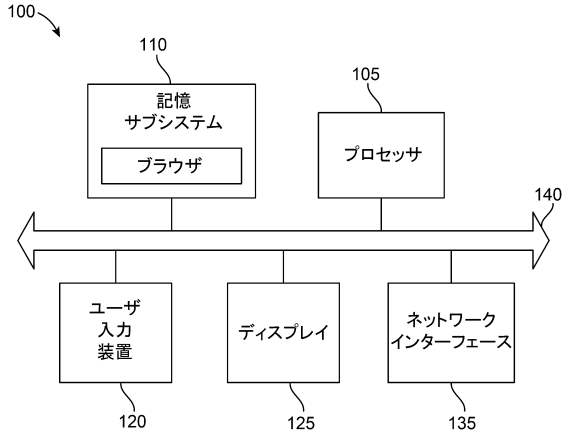 100
110
記憶
サブシステム
ブラウザ
105
プロセッサ
140
ユーザ
入力
装置
120
ディスプレイ
125
ネットワーク
インターフェース
135